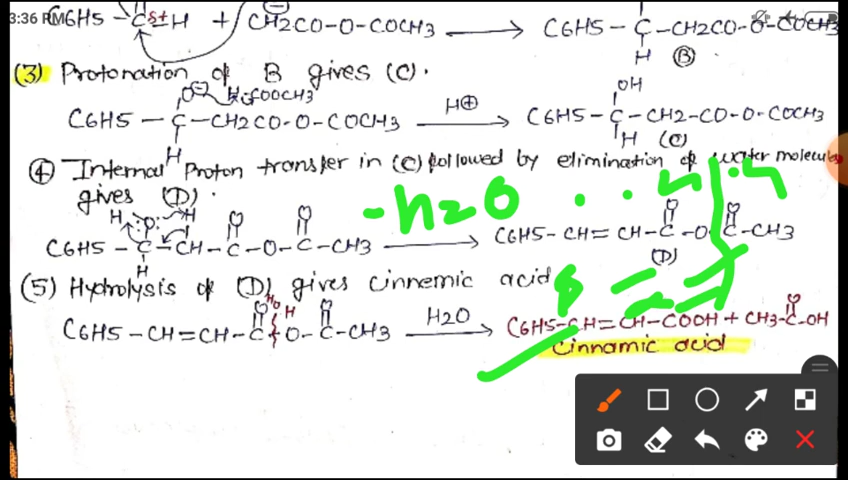 3:36 PM C6H5 – C δ+ = H + CH2CO-O-COCH3 ⟶ C6H5 – C – CH2CO-O-COCH3
H (B)
(3) Protonation of B gives (C).
O⊖ H-COOCH3 OH
C6H5 – C – CH2CO-O-COCH3 H⊕ ⟶ C6H5 – C – CH2-CO-O-COCH3
H H (C)
④ Internal Proton transfer in (C) followed by elimination of water molecules
gives (D). -H2O
H O: H O O O O
C6H5 – C – CH – C – O – C – CH3 ⟶ C6H5 – CH = CH – C – O – C – CH3
H (D)
(5) Hydrolysis of (D) gives cinnemic acid
O HO H O O
C6H5 – CH = CH – C – O – C – CH3 H2O ⟶ C6H5 – CH = CH – COOH + CH3 – C – OH
Cinnamic acid